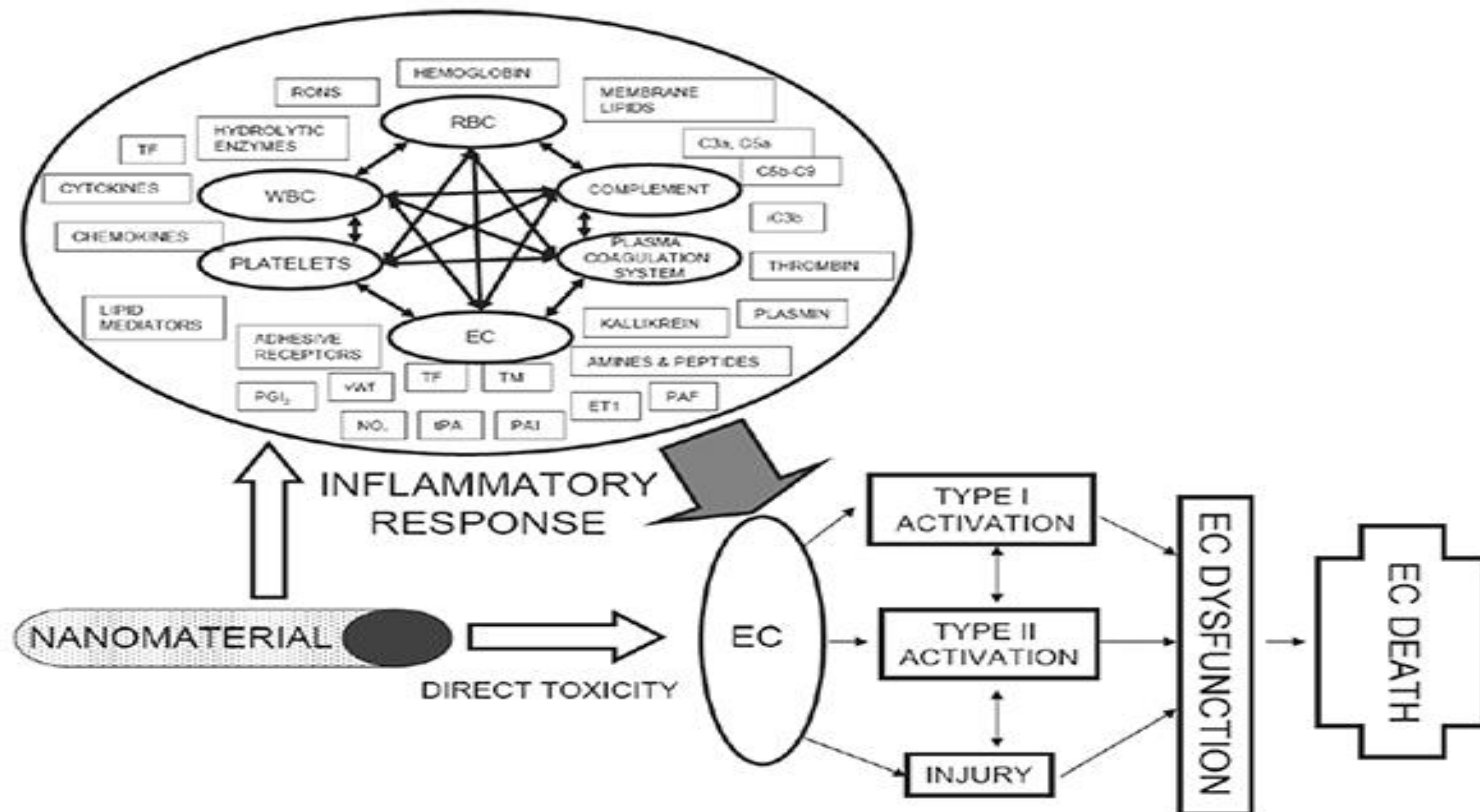 HEMOGLOBIN
RONS
MEMBRANE
LIPIDS
RBC
HYDROLYTIC
ENZYMES
TF
C3a, C5a
C5b-C9
CYTOKINES
WBC
COMPLEMENT
iC3b
CHEMOKINES
PLATELETS
PLASMA
COAGULATION
SYSTEM
THROMBIN
LIPID
MEDIATORS
PLASMIN
KALLIKREIN
ADHESIVE
RECEPTORS
EC
AMINES & PEPTIDES
TF
TM
vWf
PGI₂
ET1
PAF
tPA
PAI
INFLAMMATORY
RESPONSE
TYPE I
ACTIVATION
NANOMATERIAL
DIRECT TOXICITY
EC
TYPE II
ACTIVATION
INJURY
EC DYSFUNCTION
EC DEATH